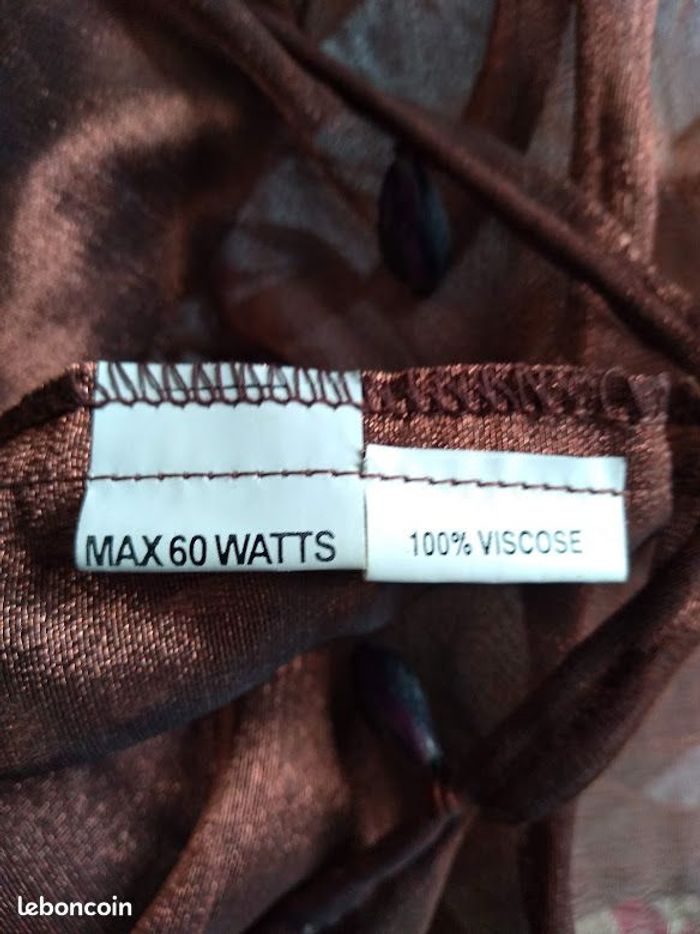 MAX 60 WATTS
100% VISCOSE
leboncoin